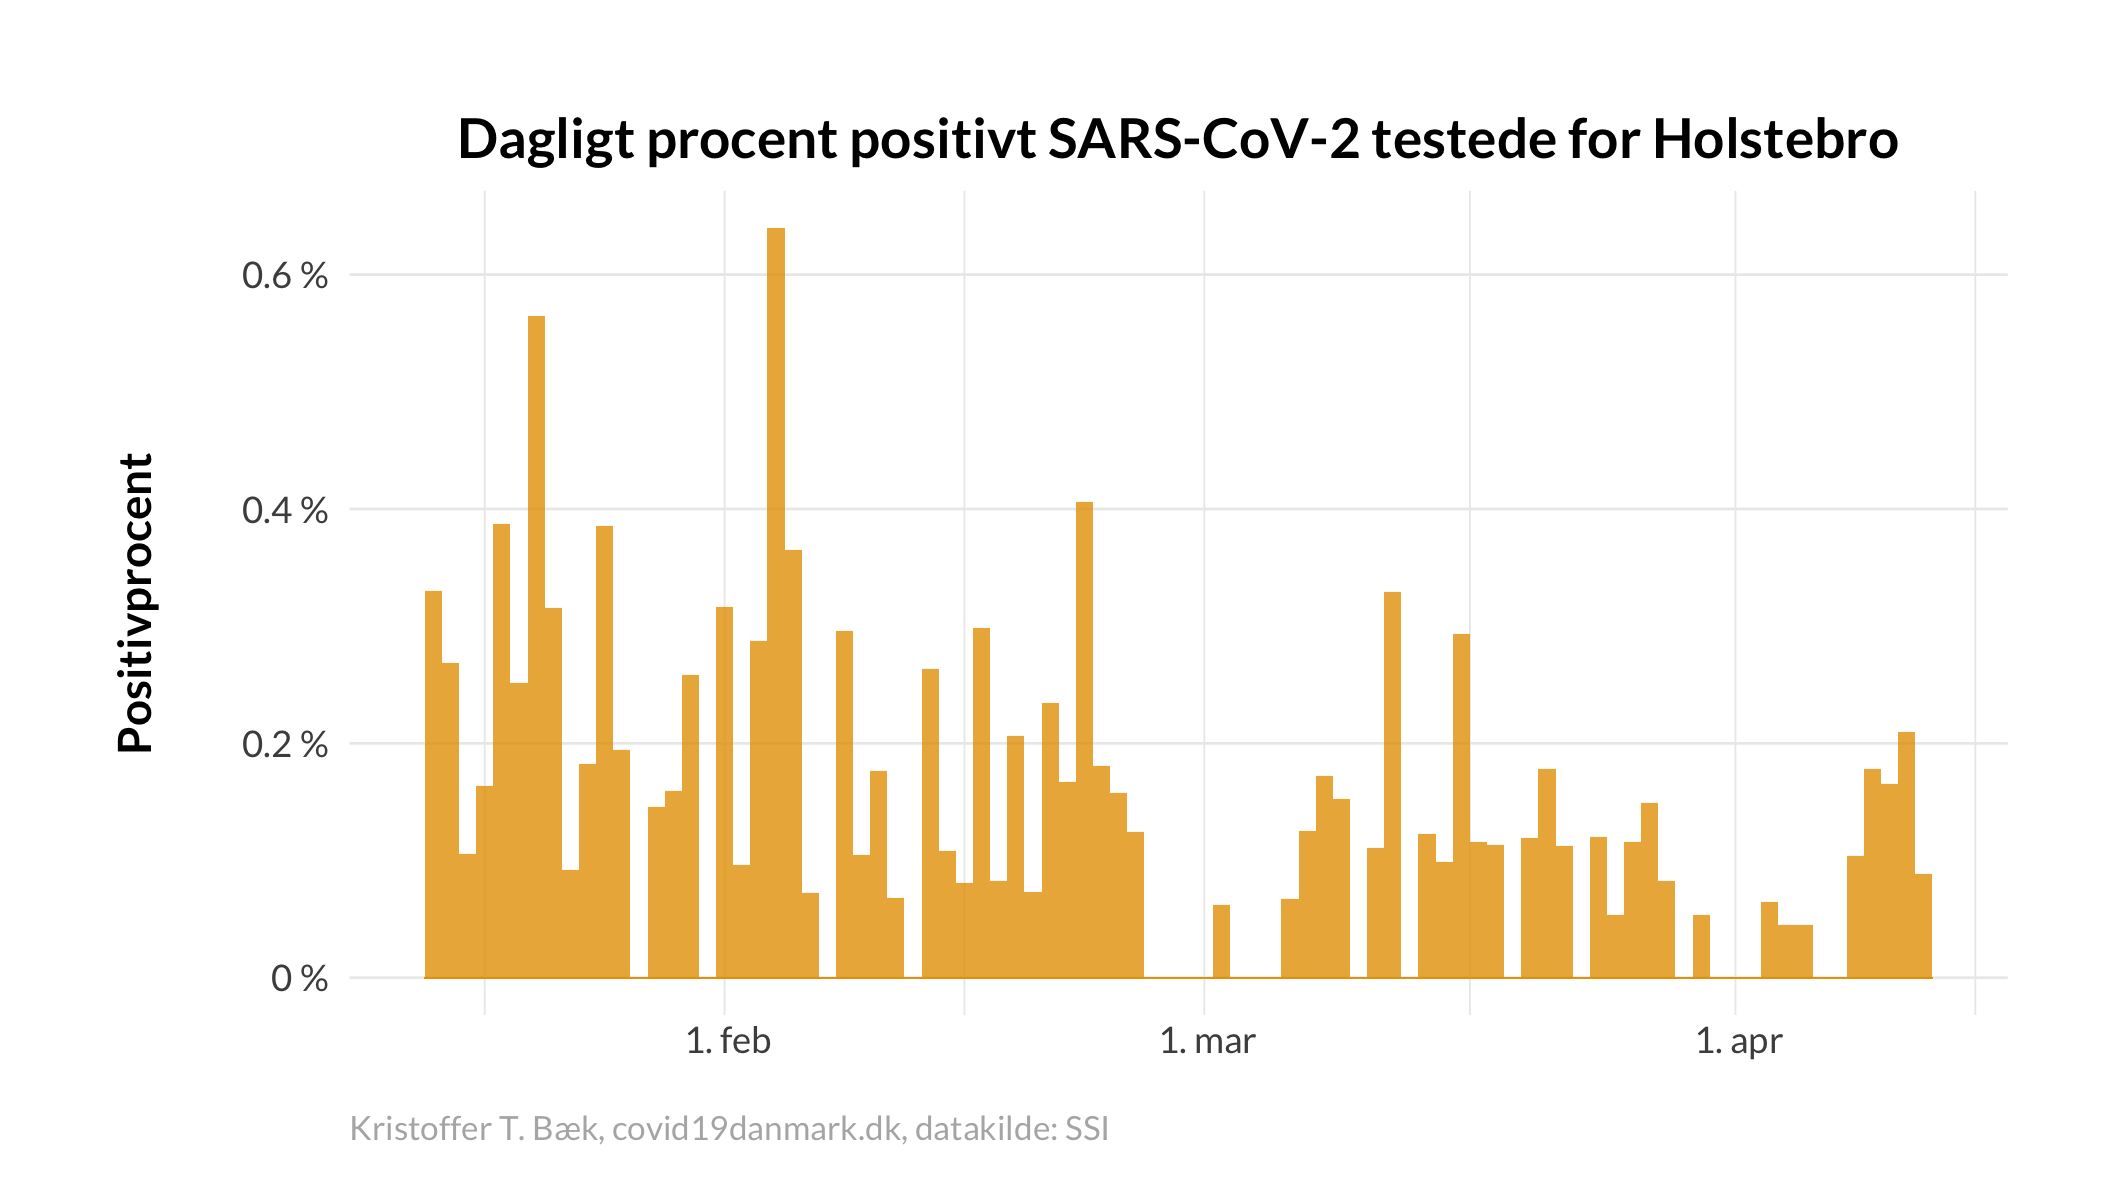 Dagligt procent positivt SARS-CoV-2 testede for Holstebro
Positivprocent
0.6 %
0.4 %
0.2 %
0 %
1. feb
1. mar
1. apr
Kristoffer T. Bæk, covid19danmark.dk, datakilde: SSI